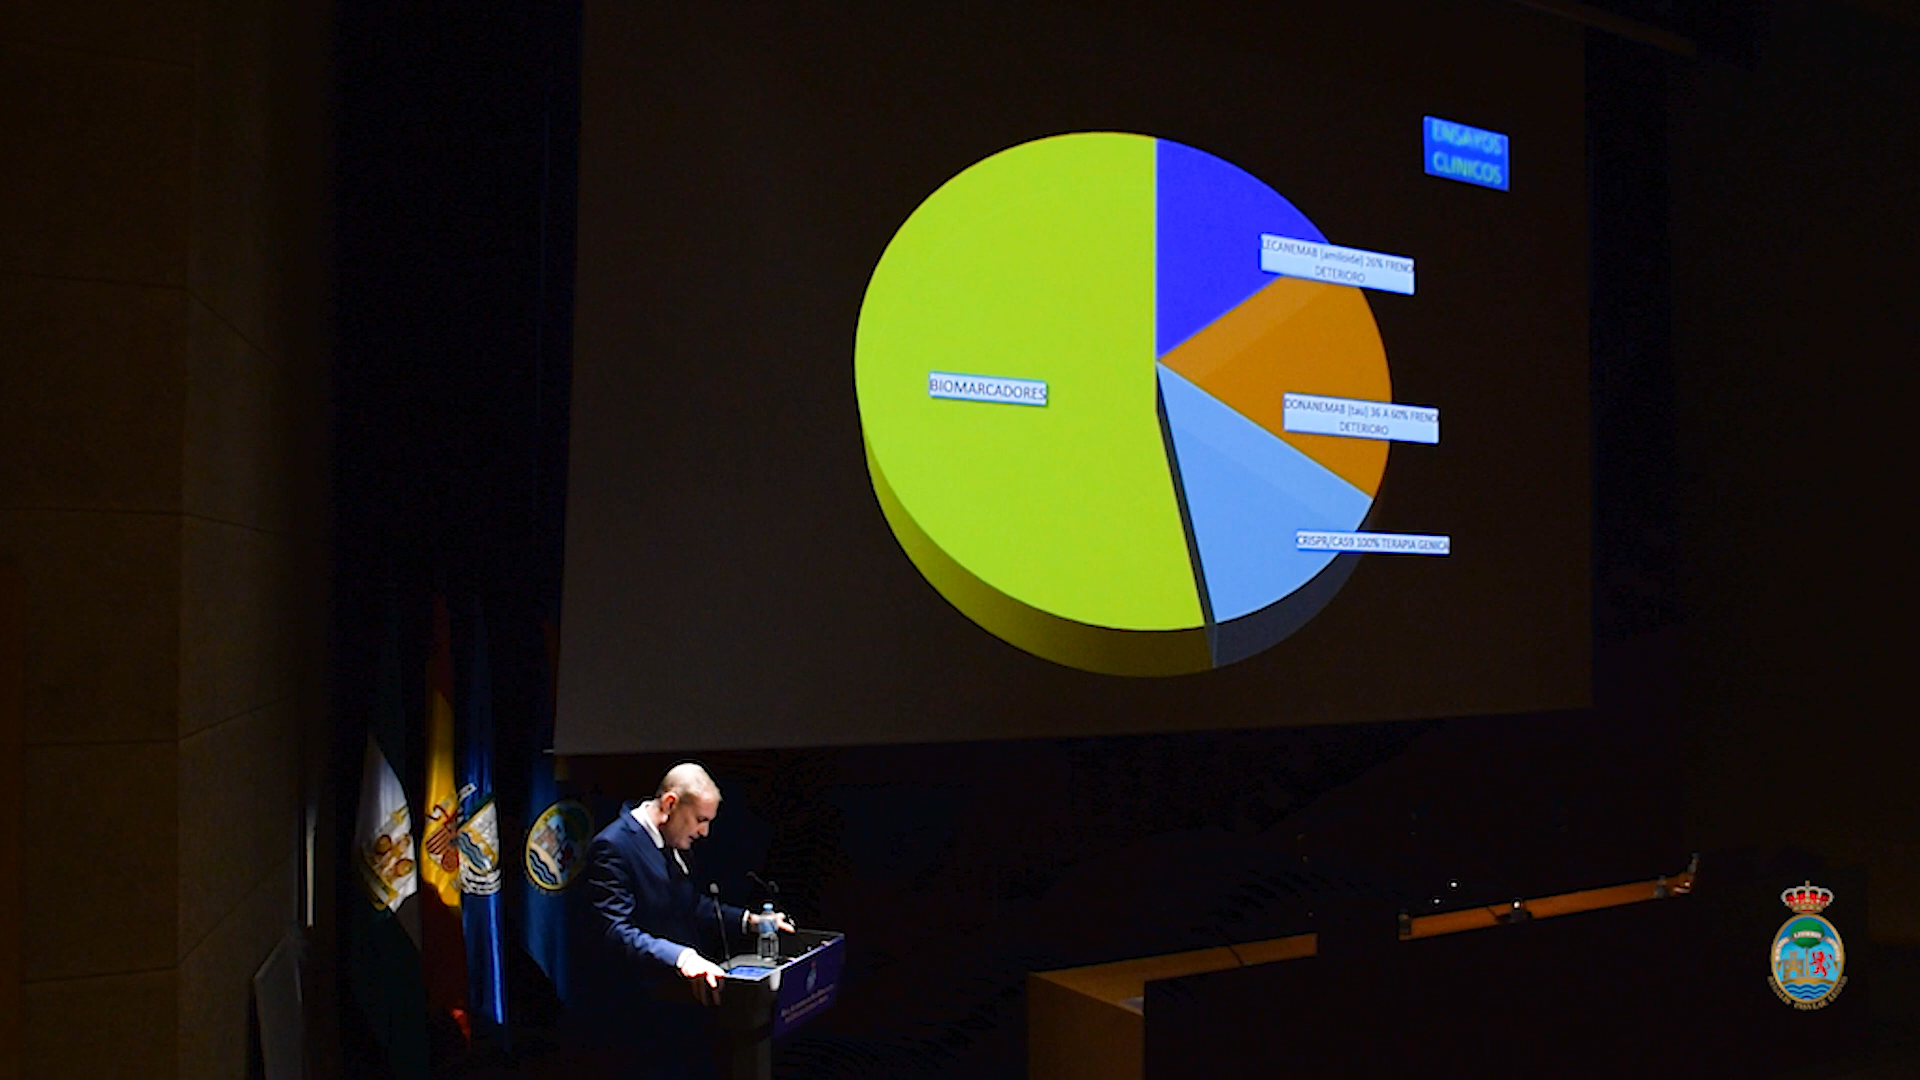 ENSAYOS
CLINICOS
LECANEMAB (amiloide) 26% FRENO
DETERIORO
BIOMARCADORES
DONANEMAB (tau) 36 A 60% FRENO
DETERIORO
CRISPR/CAS9 100% TERAPIA GENICA